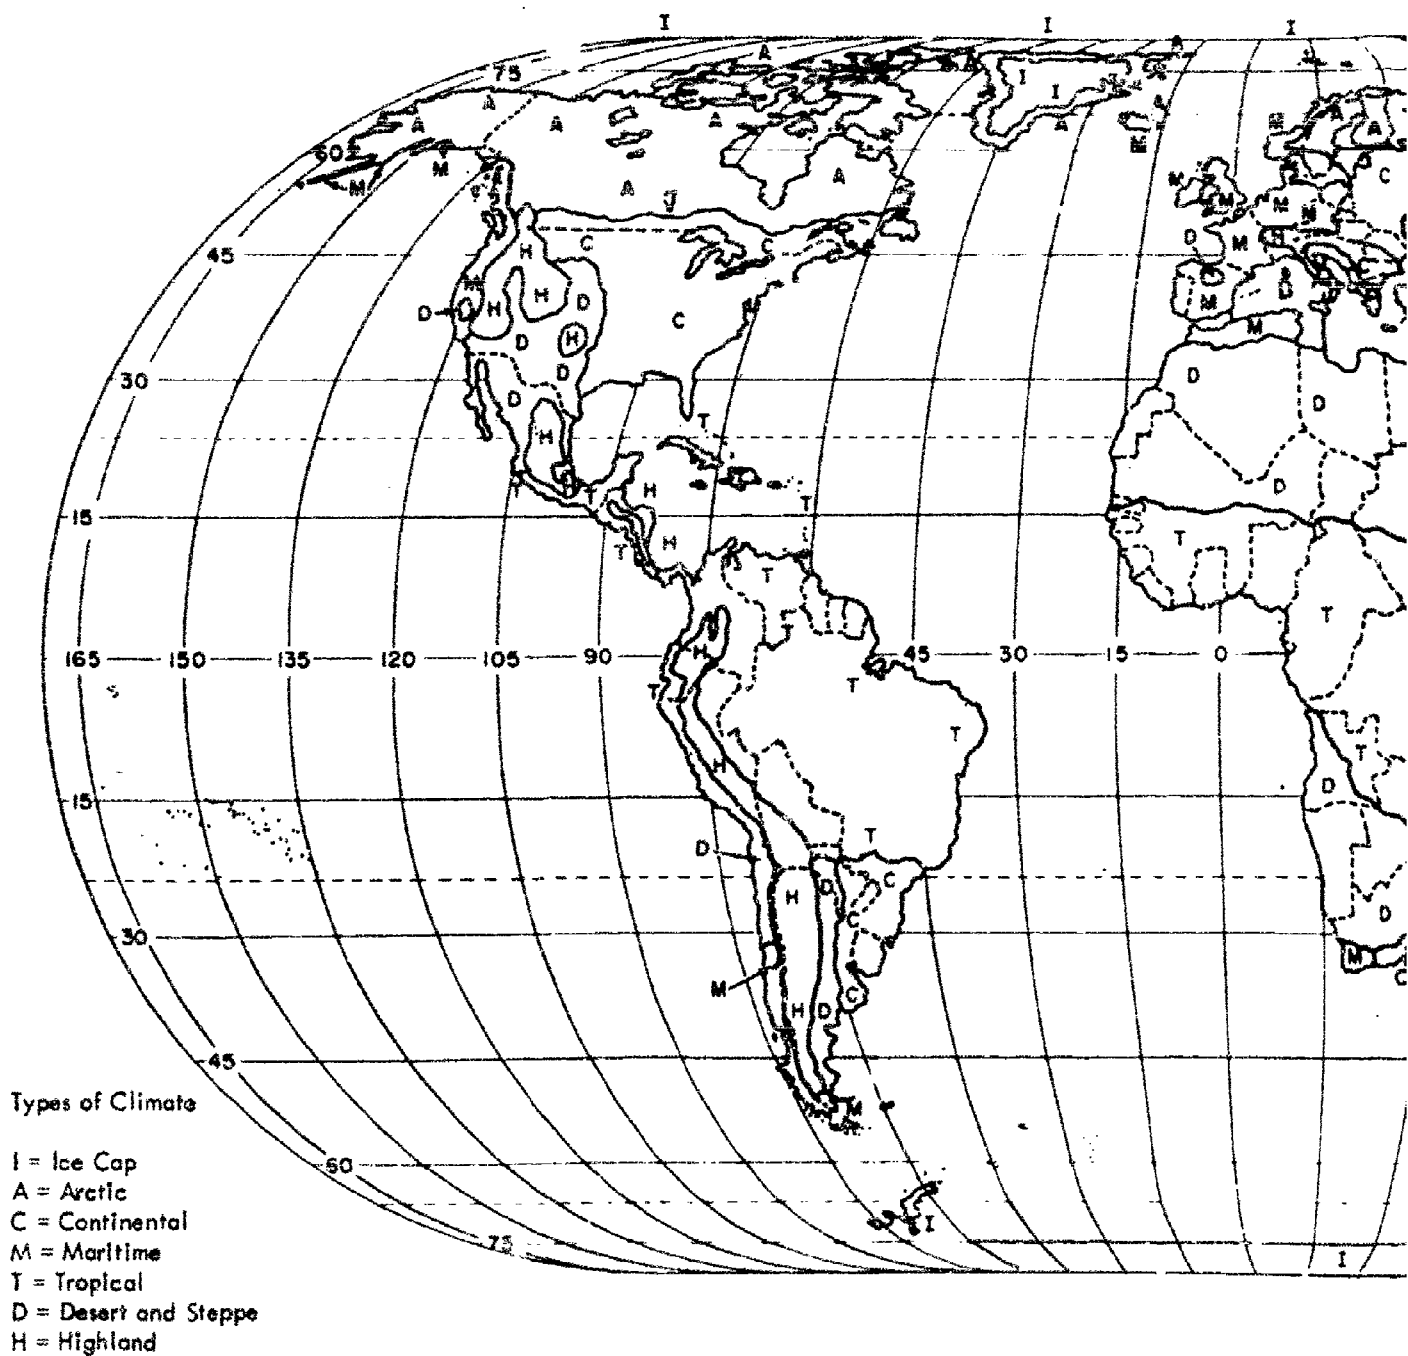 I I I
A A
75
I
A I A
A A A A A A A
60
M M M A
A A C
M M M M
45
H C C D M H
M H D
D H D C M D
D H M
30
D D D D
T
H
D
H
T T T
15
T H T
T
T T
165 150 135 120 105 90 45 30 15 0
H
T T
T T
H D
15
D T
H D C
C D
30
M
M C
H D
45
Types of Climate
M
I = Ice Cap
60
A = Arctic
C = Continental
I
M = Maritime
75
I
T = Tropical
D = Desert and Steppe
H = Highland